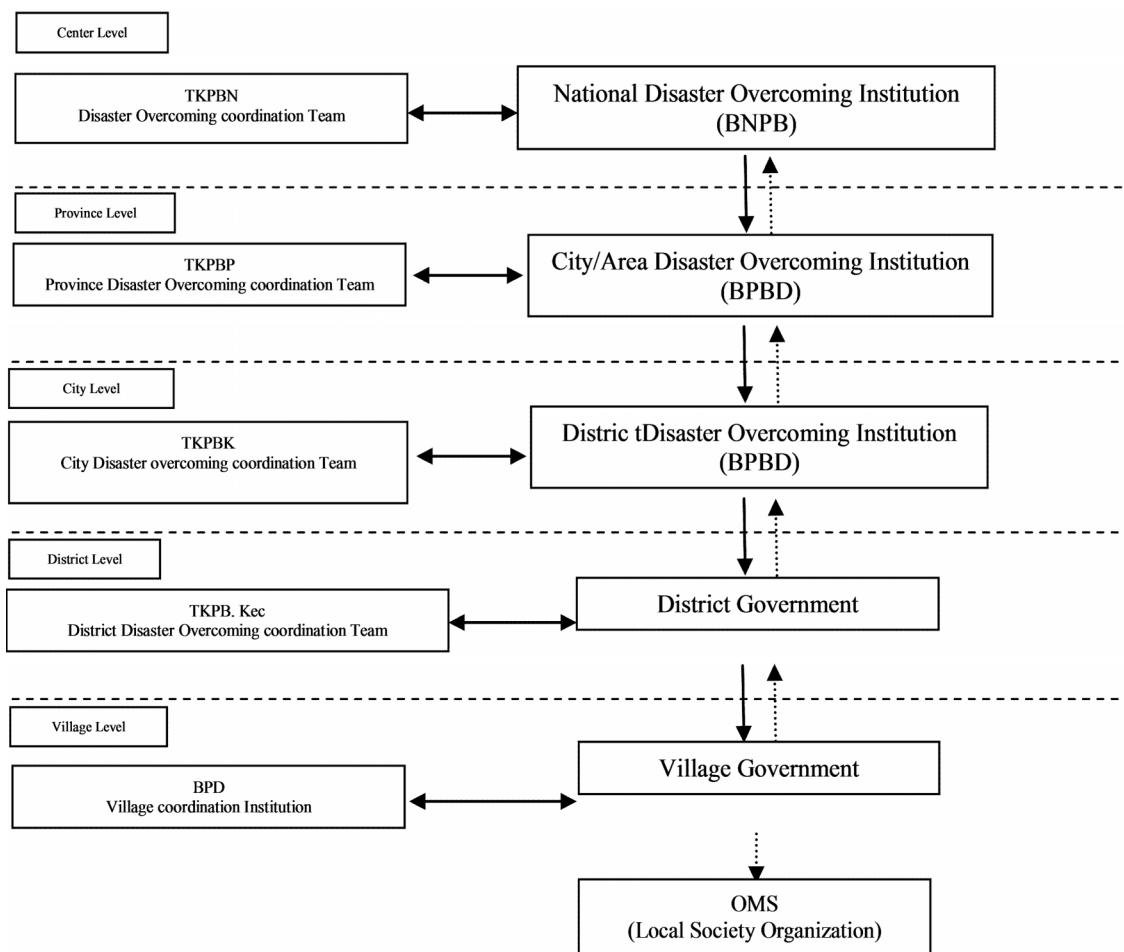 Center Level
TKPBN
Disaster Overcoming coordination Team
National Disaster Overcoming Institution
(BNPB)
Province Level
TKPBP
Province Disaster Overcoming coordination Team
City/Area Disaster Overcoming Institution
(BPBD)
City Level
TKPBK
City Disaster overcoming coordination Team
Distric tDisaster Overcoming Institution
(BPBD)
District Level
TKPB. Kec
District Disaster Overcoming coordination Team
District Government
Village Level
BPD
Village coordination Institution
Village Government
OMS
(Local Society Organization)